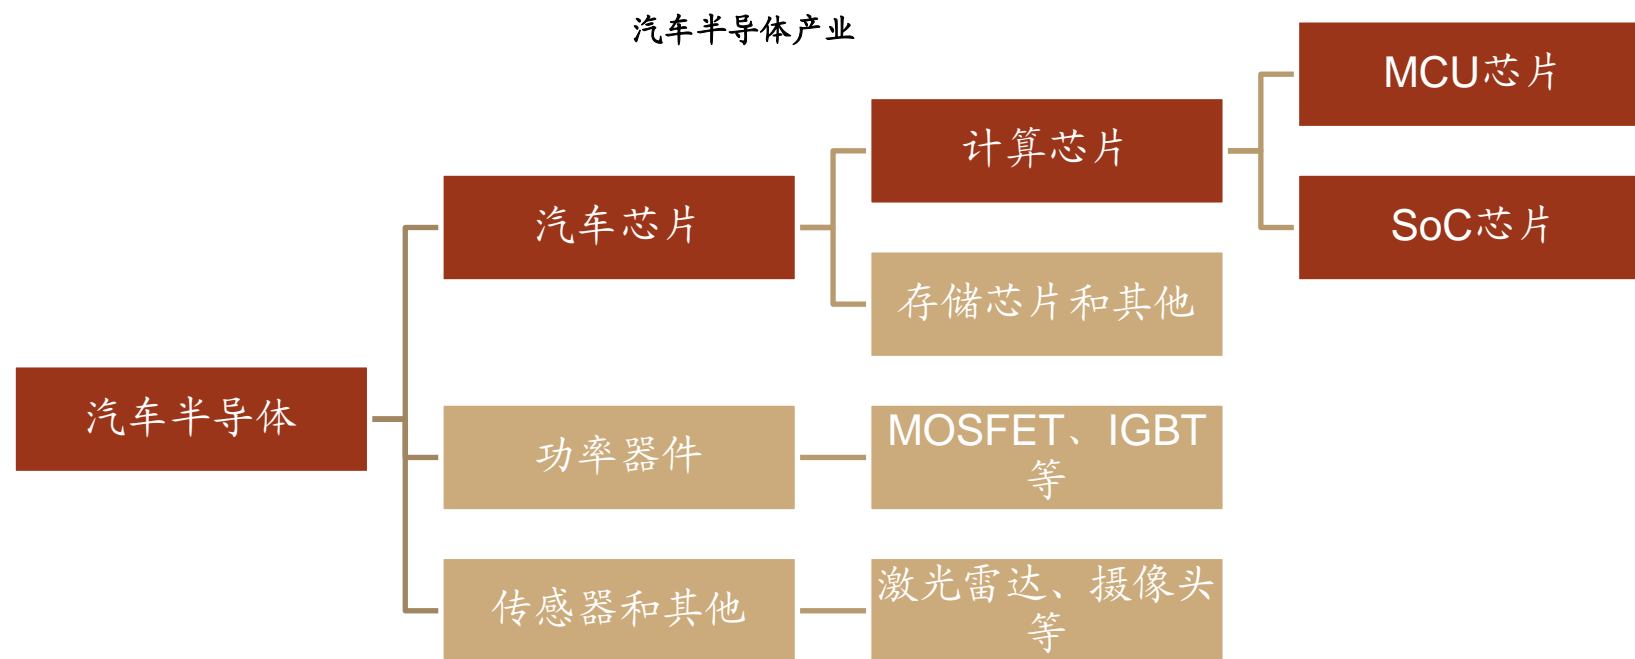 汽车半导体产业
MCU芯片
计算芯片
汽车芯片
SoC芯片
存储芯片和其他
汽车半导体
功率器件
MOSFET、IGBT
等
传感器和其他
激光雷达、摄像头
等